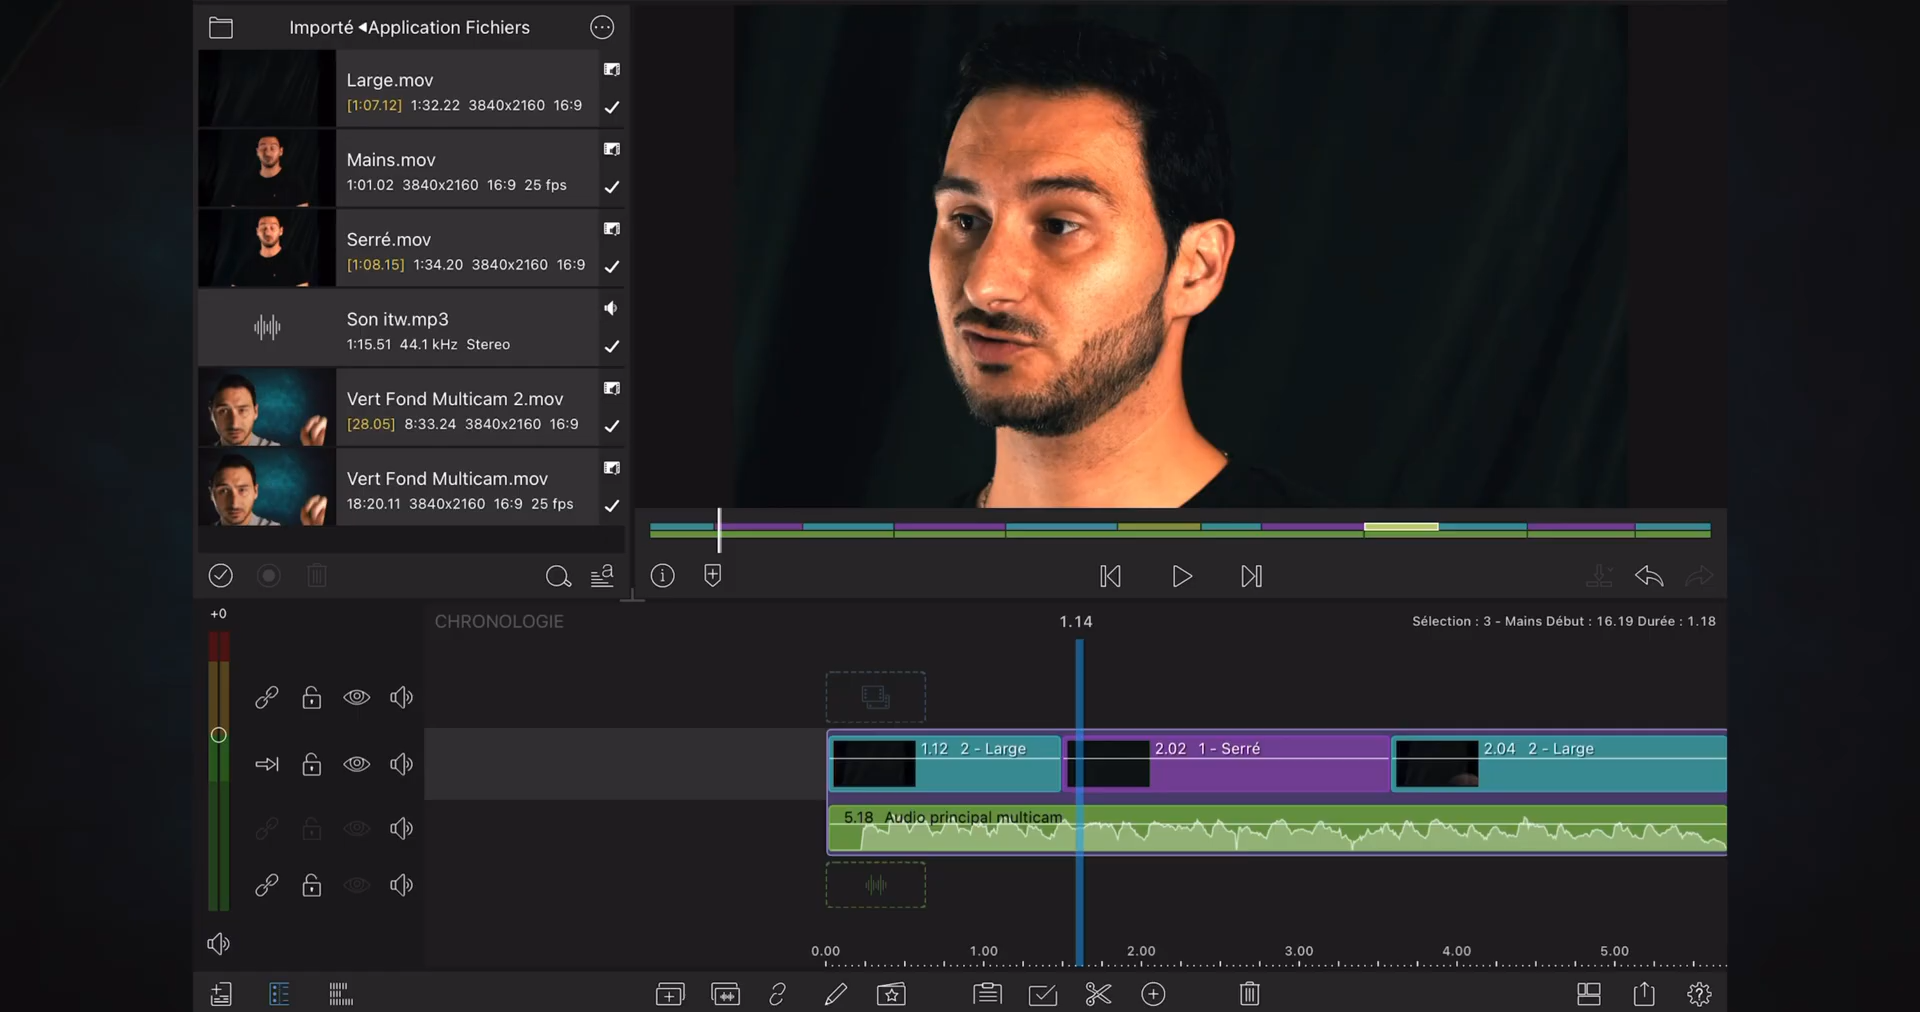 Importé ◂Application Fichiers
Large.mov
[1:07.12] 1:32.22 3840x2160 16:9
Mains.mov
1:01.02 3840x2160 16:9 25 fps
Serré.mov
[1:08.15] 1:34.20 3840x2160 16:9
Son itw.mp3
1:15.51 44.1 kHz Stereo
Vert Fond Multicam 2.mov
[28.05] 8:33.24 3840x2160 16:9
Vert Fond Multicam.mov
18:20.11 3840x2160 16:9 25 fps
+0
CHRONOLOGIE
1.14
Sélection : 3 - Mains Début : 16.19 Durée : 1.18
1.12 2 - Large
2.02 1 - Serré
2.04 2 - Large
5.18 Audio principal multicam
0.00 1.00 2.00 3.00 4.00 5.00